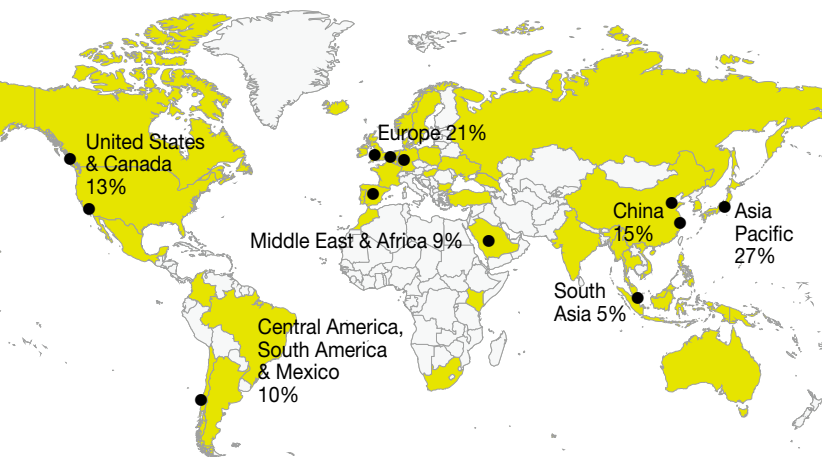 Europe 21%
United States
& Canada
13%
China
15%
Asia
Pacific
27%
Middle East & Africa 9%
South
Asia 5%
Central America,
South America
& Mexico
10%